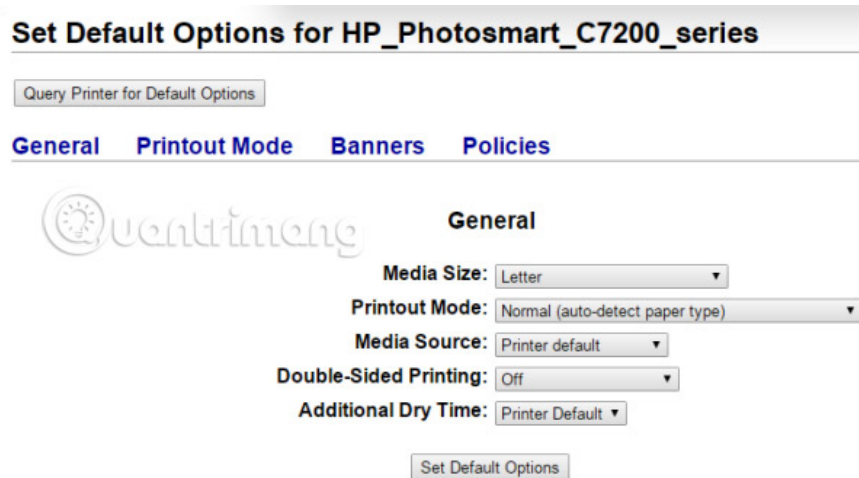 Set Default Options for HP_Photosmart_C7200_series
Query Printer for Default Options
General Printout Mode Banners Policies
Quantrimang
General
Media Size: Letter
Printout Mode: Normal (auto-detect paper type)
Media Source: Printer default
Double-Sided Printing: Off
Additional Dry Time: Printer Default
Set Default Options